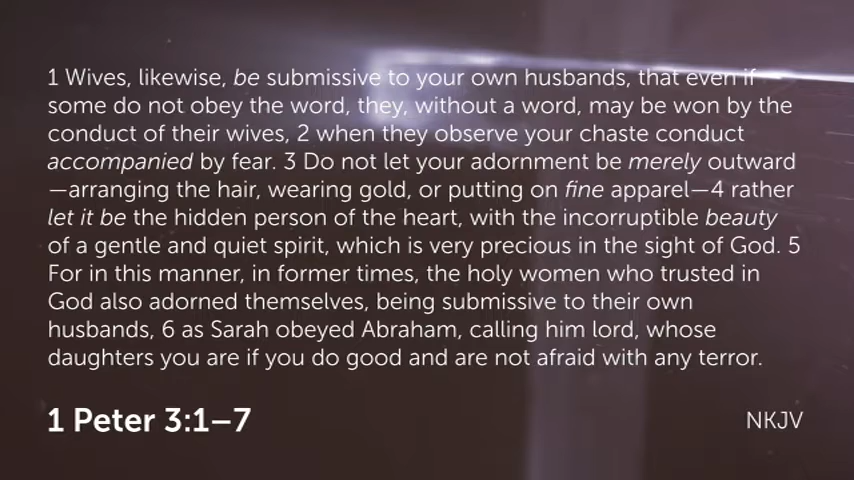 1 Wives, likewise, be submissive to your own husbands, that even if
some do not obey the word, they, without a word, may be won by the
conduct of their wives, 2 when they observe your chaste conduct
accompanied by fear. 3 Do not let your adornment be merely outward
—arranging the hair, wearing gold, or putting on fine apparel—4 rather
let it be the hidden person of the heart, with the incorruptible beauty
of a gentle and quiet spirit, which is very precious in the sight of God. 5
For in this manner, in former times, the holy women who trusted in
God also adorned themselves, being submissive to their own
husbands, 6 as Sarah obeyed Abraham, calling him lord, whose
daughters you are if you do good and are not afraid with any terror.
1 Peter 3:1–7
NKJV